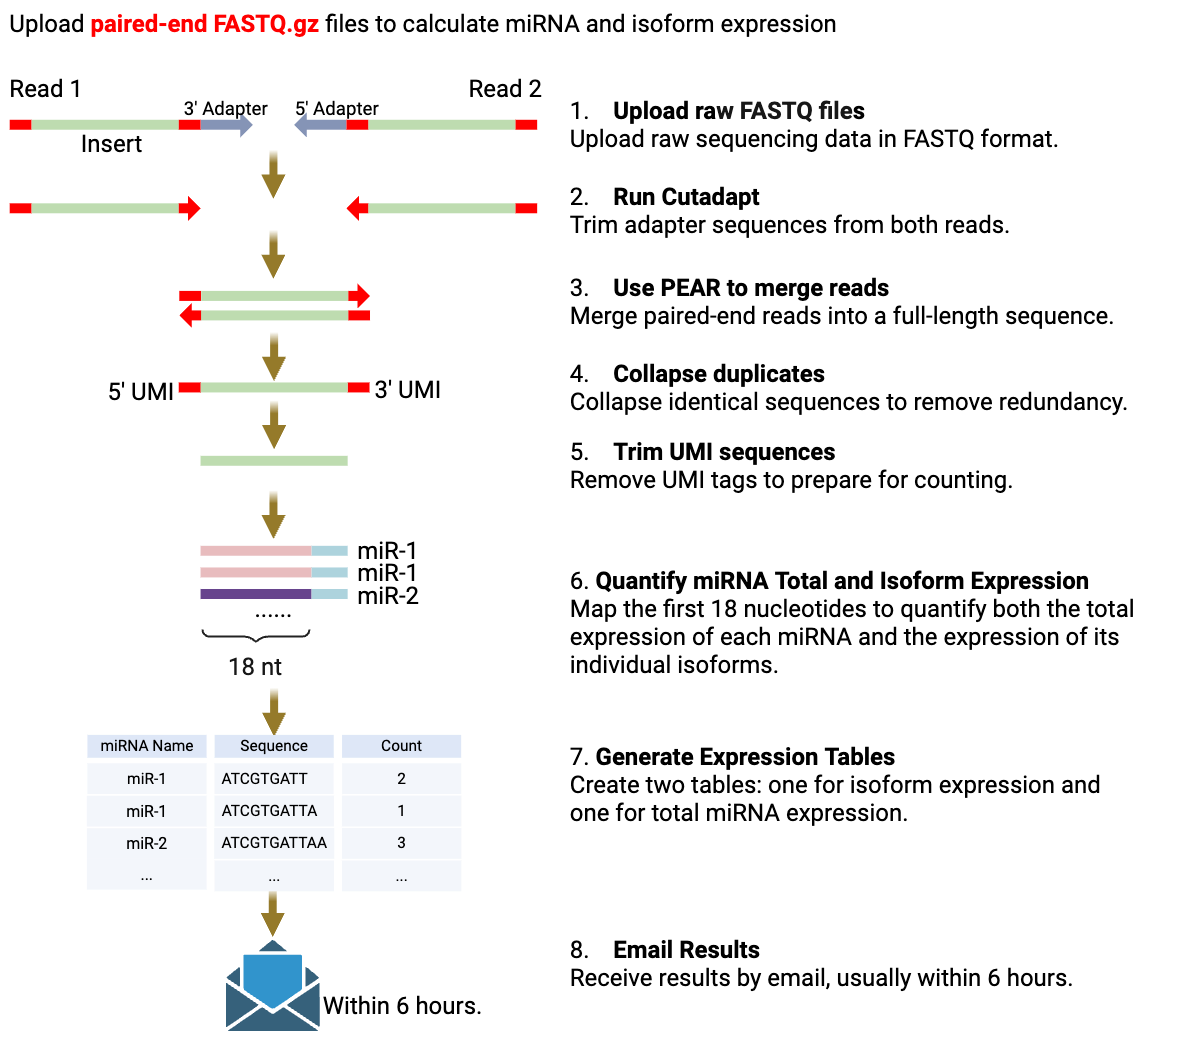 Upload paired-end FASTQ.gz files to calculate miRNA and isoform expression
Read 1
Read 2
3' Adapter
5' Adapter
Insert
1. Upload raw FASTQ files
Upload raw sequencing data in FASTQ format.
2. Run Cutadapt
Trim adapter sequences from both reads.
3. Use PEAR to merge reads
Merge paired-end reads into a full-length sequence.
5' UMI
3' UMI
4. Collapse duplicates
Collapse identical sequences to remove redundancy.
5. Trim UMI sequences
Remove UMI tags to prepare for counting.
miR-1
miR-1
miR-2
......
18 nt
6. Quantify miRNA Total and Isoform Expression
Map the first 18 nucleotides to quantify both the total
expression of each miRNA and the expression of its
individual isoforms.
miRNA Name Sequence Count
miR-1 ATCGTGATT 2
miR-1 ATCGTGATTA 1
miR-2 ATCGTGATTAA 3
... ... ...
7. Generate Expression Tables
Create two tables: one for isoform expression and
one for total miRNA expression.
Within 6 hours.
8. Email Results
Receive results by email, usually within 6 hours.